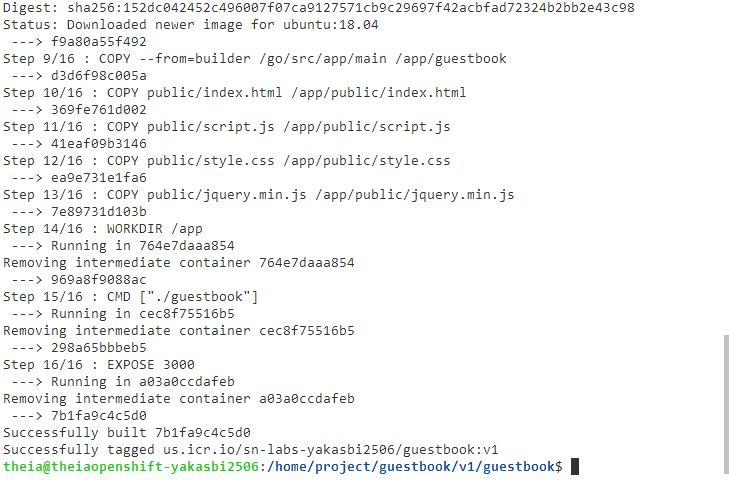 Digest: sha256:152dc042452c496007f07ca9127571cb9c29697f42acbfad72324b2bb2e43c98
Status: Downloaded newer image for ubuntu:18.04
 ---> f9a80a55f492
Step 9/16 : COPY --from=builder /go/src/app/main /app/guestbook
 ---> d3d6f98c005a
Step 10/16 : COPY public/index.html /app/public/index.html
 ---> 369fe761d002
Step 11/16 : COPY public/script.js /app/public/script.js
 ---> 41eaf09b3146
Step 12/16 : COPY public/style.css /app/public/style.css
 ---> ea9e731e1fa6
Step 13/16 : COPY public/jquery.min.js /app/public/jquery.min.js
 ---> 7e89731d103b
Step 14/16 : WORKDIR /app
 ---> Running in 764e7daaa854
Removing intermediate container 764e7daaa854
 ---> 969a8f9088ac
Step 15/16 : CMD ["./guestbook"]
 ---> Running in cec8f75516b5
Removing intermediate container cec8f75516b5
 ---> 298a65bbbeb5
Step 16/16 : EXPOSE 3000
 ---> Running in a03a0ccdafeb
Removing intermediate container a03a0ccdafeb
 ---> 7b1fa9c4c5d0
Successfully built 7b1fa9c4c5d0
Successfully tagged us.icr.io/sn-labs-yakasbi2506/guestbook:v1
theia@theiaopenshift-yakasbi2506:/home/project/guestbook/v1/guestbook$